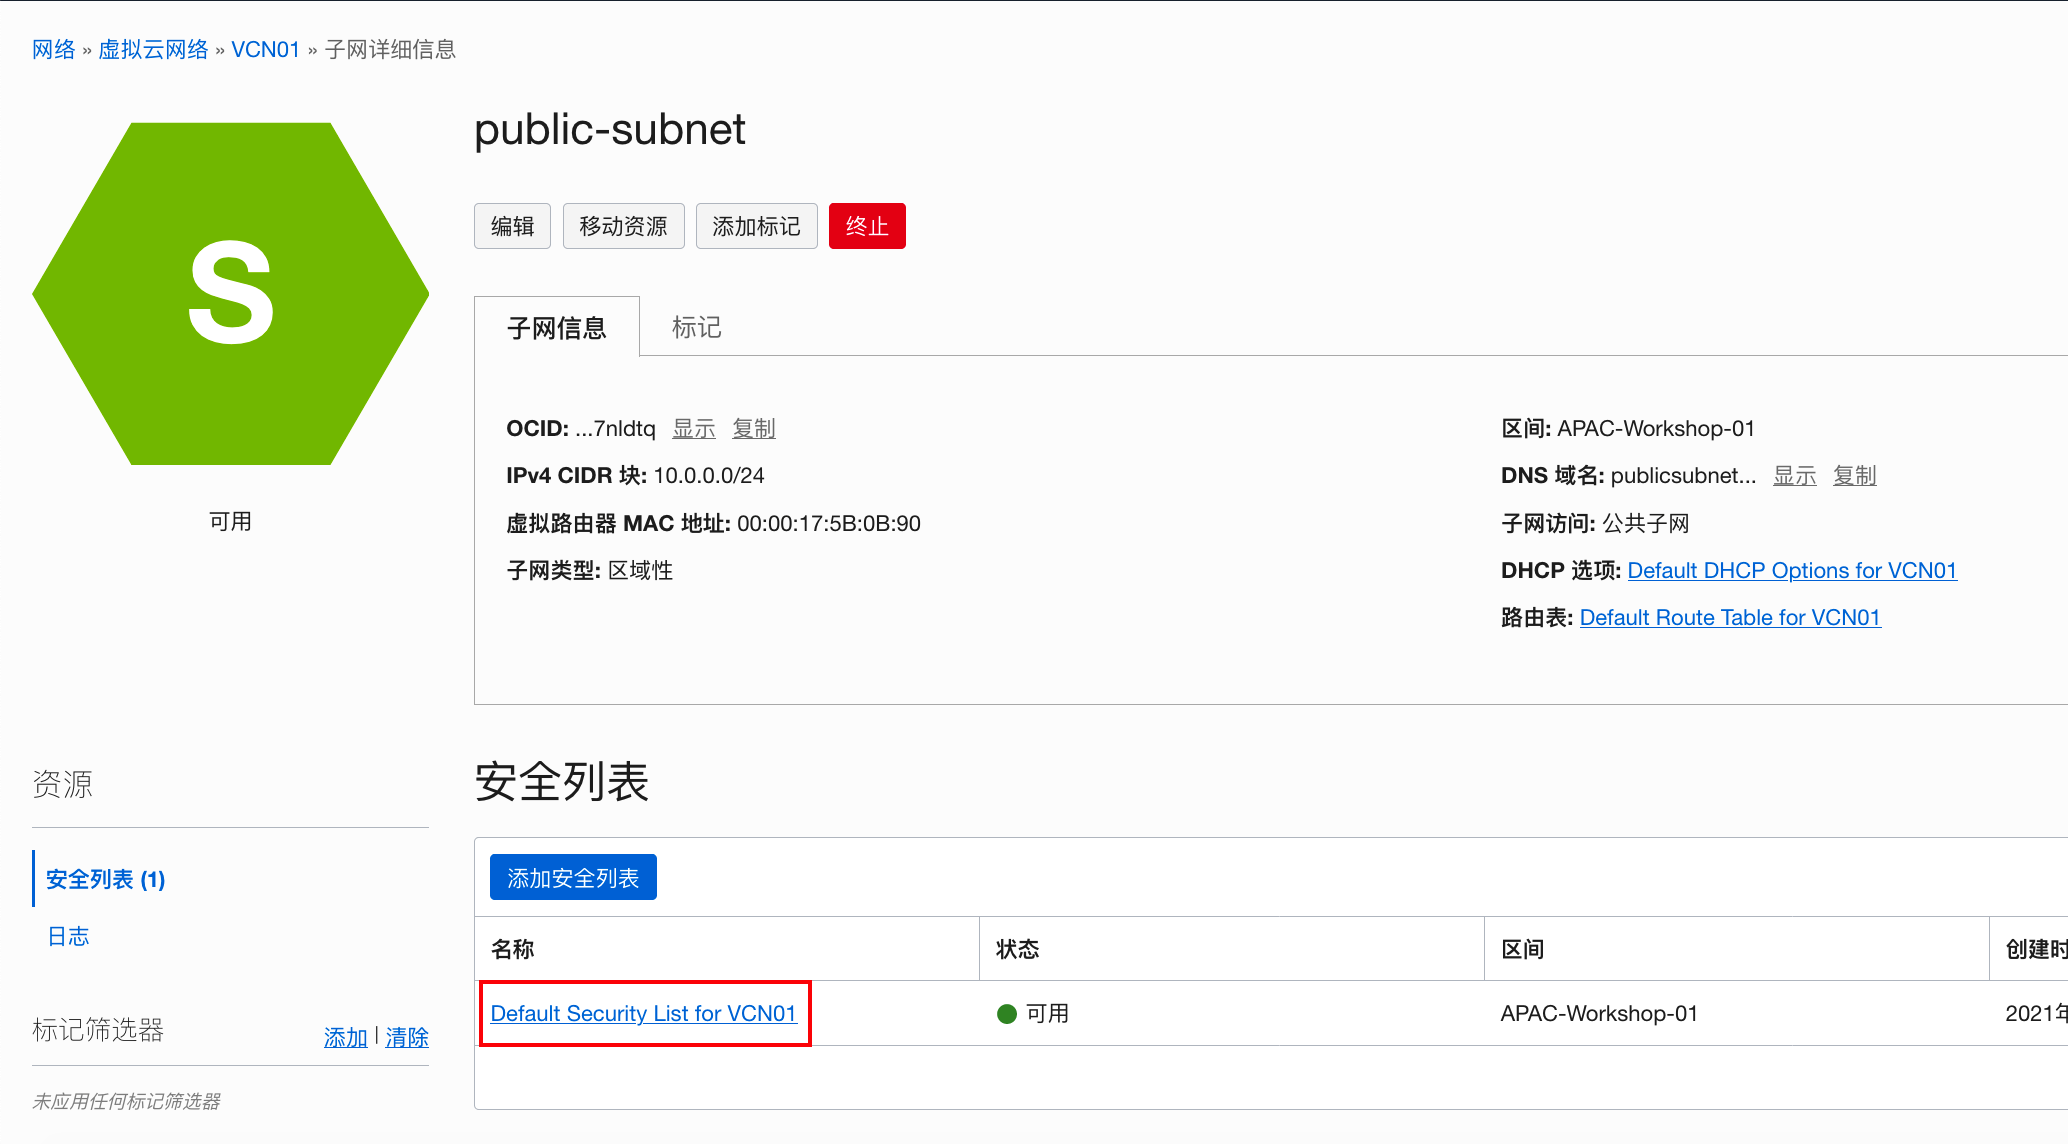 网络 » 虚拟云网络 » VCN01 » 子网详细信息
S
可用
public-subnet
编辑 移动资源 添加标记 终止
子网信息 标记
OCID: ...7nldtq 显示 复制
IPv4 CIDR 块: 10.0.0.0/24
虚拟路由器 MAC 地址: 00:00:17:5B:0B:90
子网类型: 区域性
区间: APAC-Workshop-01
DNS 域名: publicsubnet... 显示 复制
子网访问: 公共子网
DHCP 选项: Default DHCP Options for VCN01
路由表: Default Route Table for VCN01
资源
安全列表 (1)
日志
标记筛选器 添加 | 清除
未应用任何标记筛选器
安全列表
添加安全列表
名称 状态 区间 创建时
Default Security List for VCN01 可用 APAC-Workshop-01 2021年